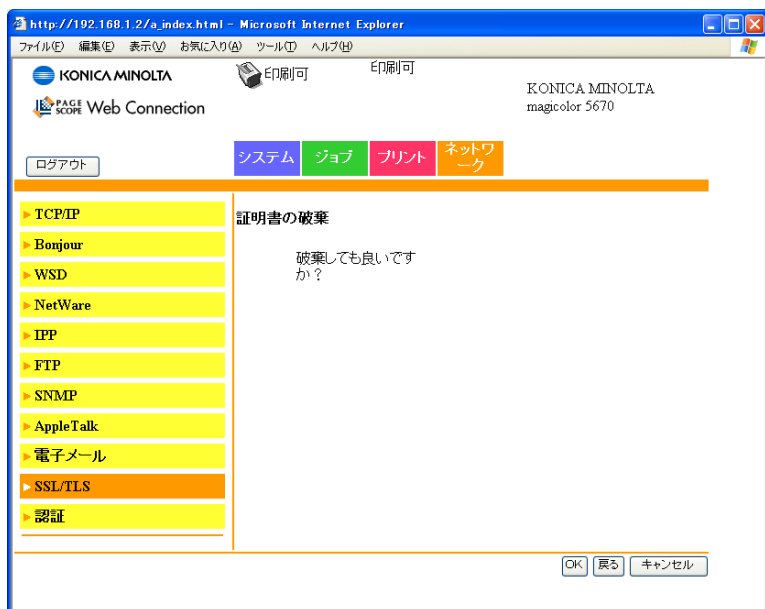 http://192.168.1.2/a_index.html - Microsoft Internet Explorer
ファイル(F) 編集(E) 表示(V) お気に入り(A) ツール(T) ヘルプ(H)
KONICA MINOLTA
印刷可
印刷可
KONICA MINOLTA
magicolor 5670
PAGE SCOPE Web Connection
ログアウト
システム
ジョブ
プリント
ネットワ
ーク
TCP/IP
Bonjour
WSD
NetWare
IPP
FTP
SNMP
AppleTalk
電子メール
SSL/TLS
認証
証明書の破棄
破棄しても良いです
か？
OK 戻る キャンセル